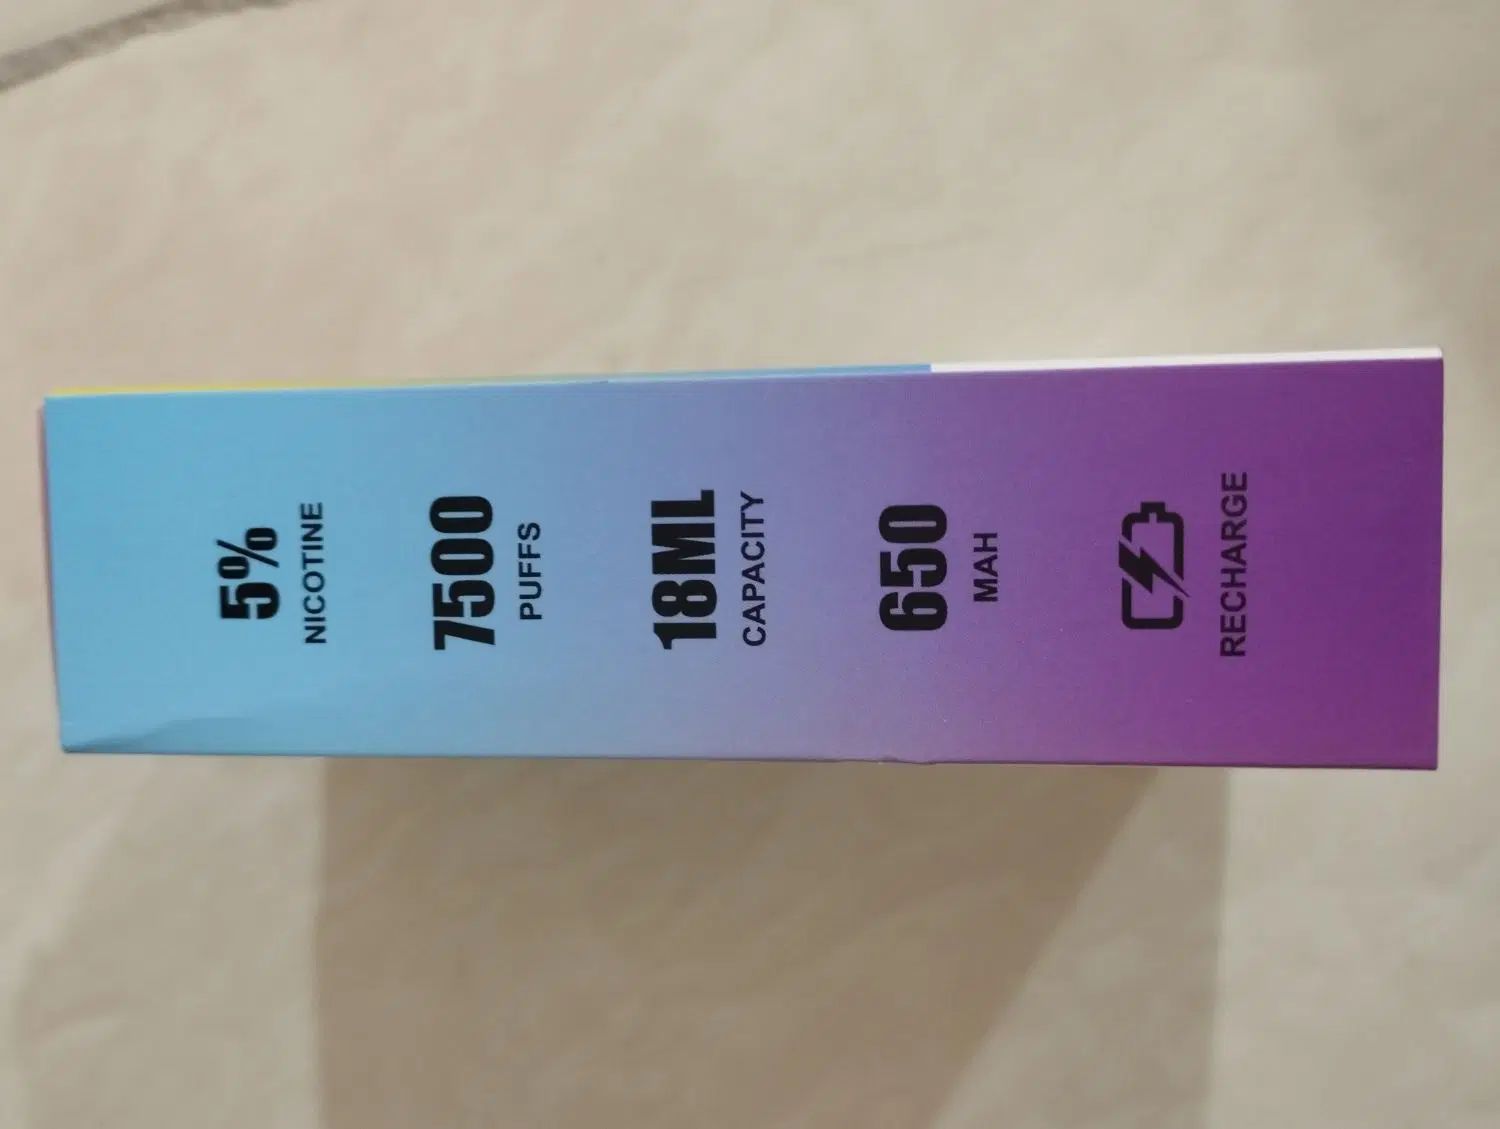 5%
NICOTINE
7500
PUFFS
18ML
CAPACITY
650
MAH
RECHARGE